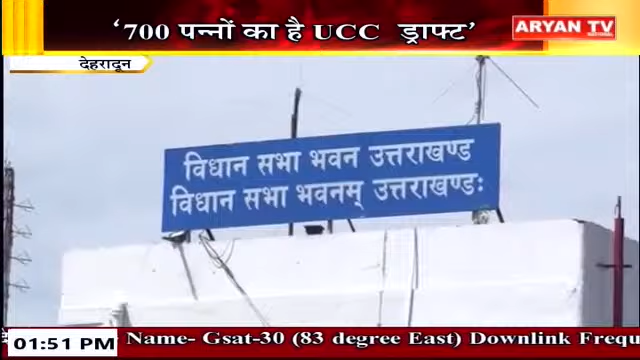 ‘700 पन्नों का है UCC ड्राफ्ट’
ARYAN TV
NATIONAL
देहरादून
विधान सभा भवन उत्तराखण्ड
विधान सभा भवनम् उत्तराखण्डः
01:51 PM
Name- Gsat-30 (83 degree East) Downlink Frequ